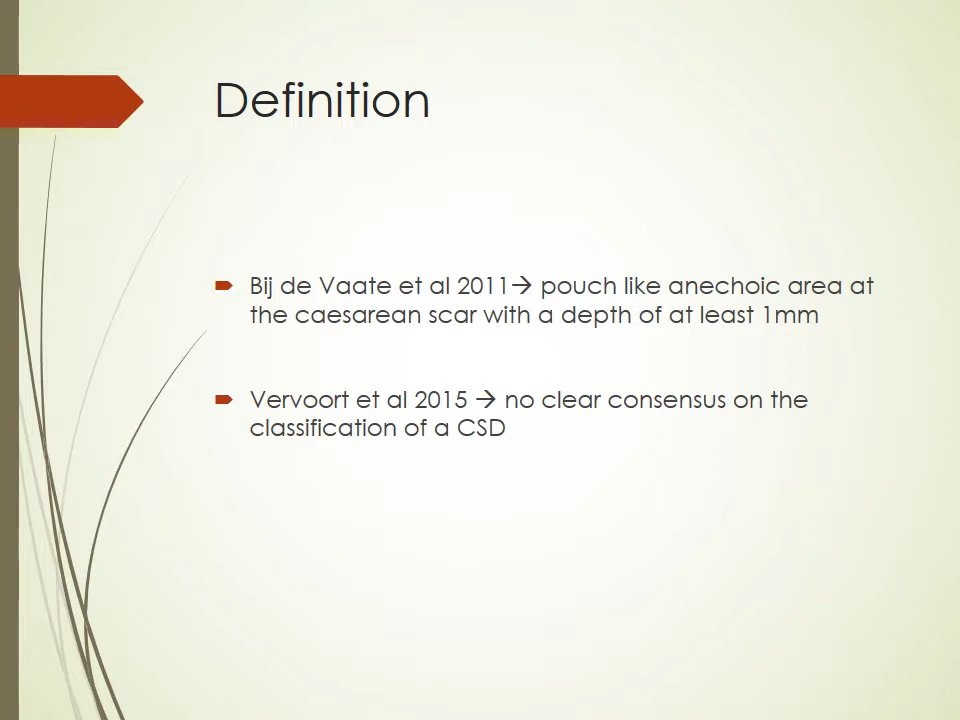 Definition
Bij de Vaate et al 2011→ pouch like anechoic area at
the caesarean scar with a depth of at least 1mm
Vervoort et al 2015 → no clear consensus on the
classification of a CSD